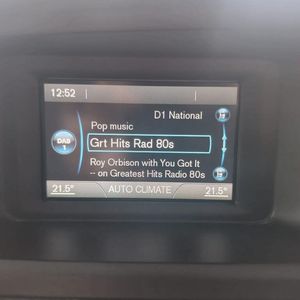 12:52
D1 National
Pop music
DAB
1
Grt Hits Rad 80s
Roy Orbison with You Got It
-- on Greatest Hits Radio 80s
21.5° AUTO CLIMATE 21.5°